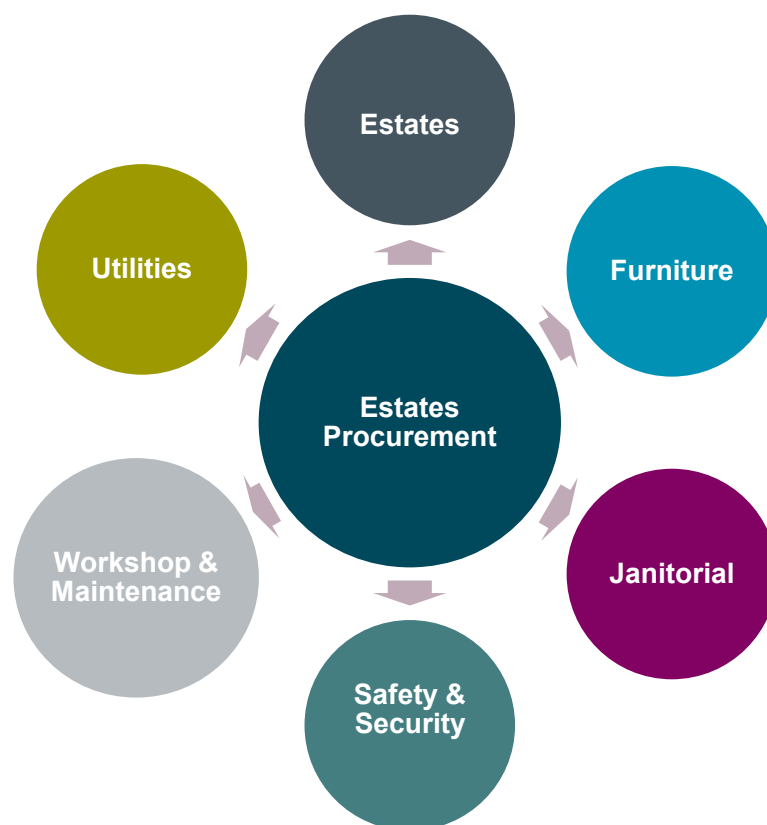 Estates
Utilities
Furniture
Estates
Procurement
Workshop &
Maintenance
Janitorial
Safety &
Security